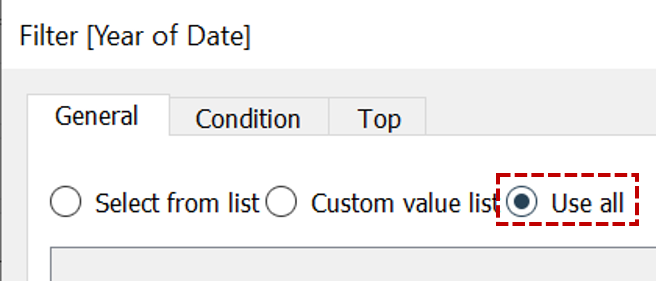 Filter [Year of Date]
General Condition Top
Select from list Custom value list Use all